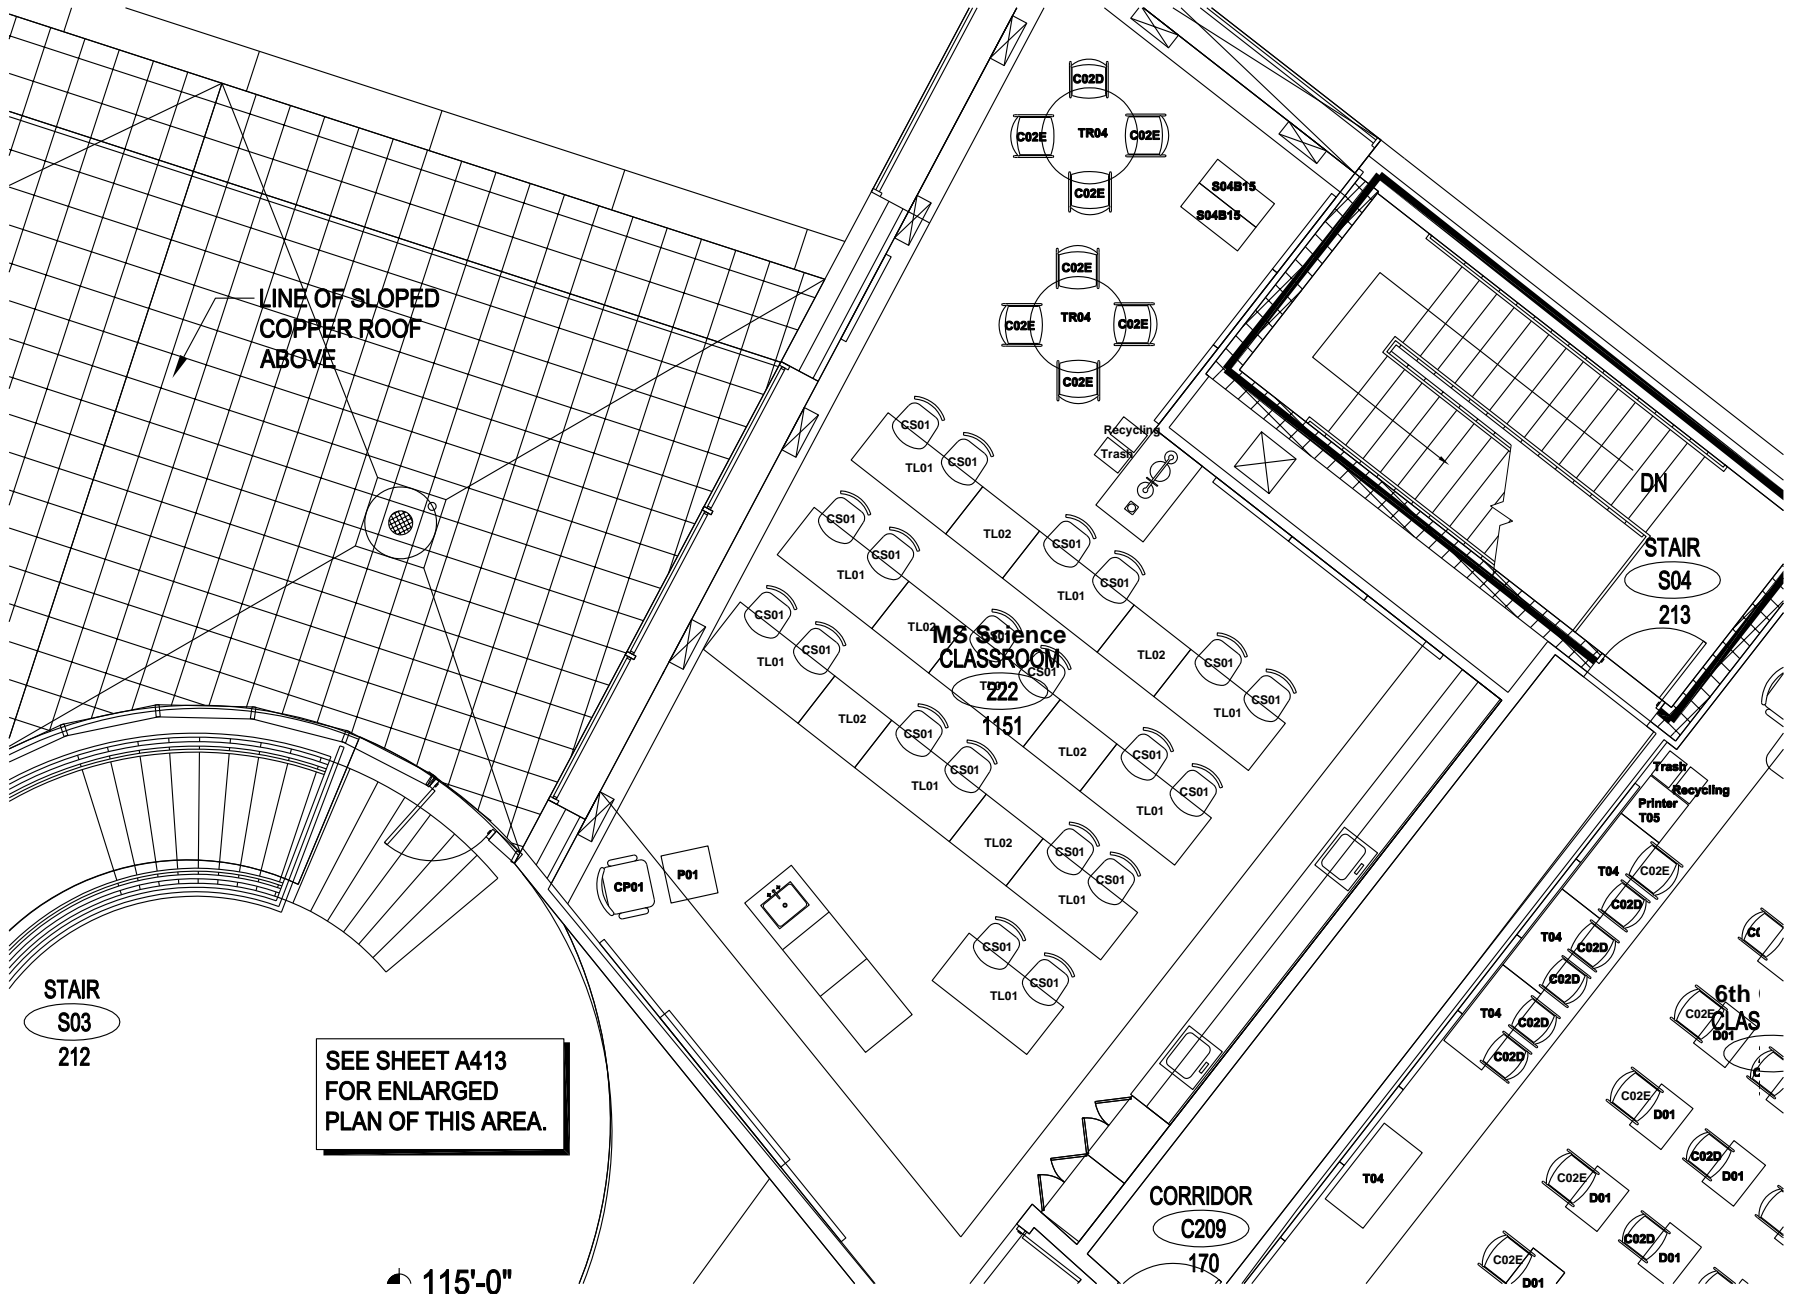 C02D
C02E
TR04
C02E
C02E
S04B15
S04B15
C02E
C02E
TR04
C02E
C02E
LINE OF SLOPED
COPPER ROOF
ABOVE
CS01
TL01
CS01
Recycling
Trash
DN
CS01
CS01
TL01
TL02
CS01
CS01
TL01
STAIR
S04
213
CS01
CS01
TL01
TL02
MS Science
CLASSROOM
222
1151
CS01
TL02
CS01
CS01
TL01
TL02
CS01
CS01
TL01
TL02
CS01
CS01
TL01
TL02
CS01
CS01
TL01
CP01
P01
CS01
CS01
TL01
Trash
Recycling
Printer
T05
T04
C02E
C02D
T04
C02D
C02D
T04
C02D
C02D
STAIR
S03
212
SEE SHEET A413
FOR ENLARGED
PLAN OF THIS AREA.
6th
CLAS
C02E
D01
C02E
D01
C02D
D01
C02E
D01
C02D
D01
C02E
D01
T04
CORRIDOR
C209
170
115'-0"